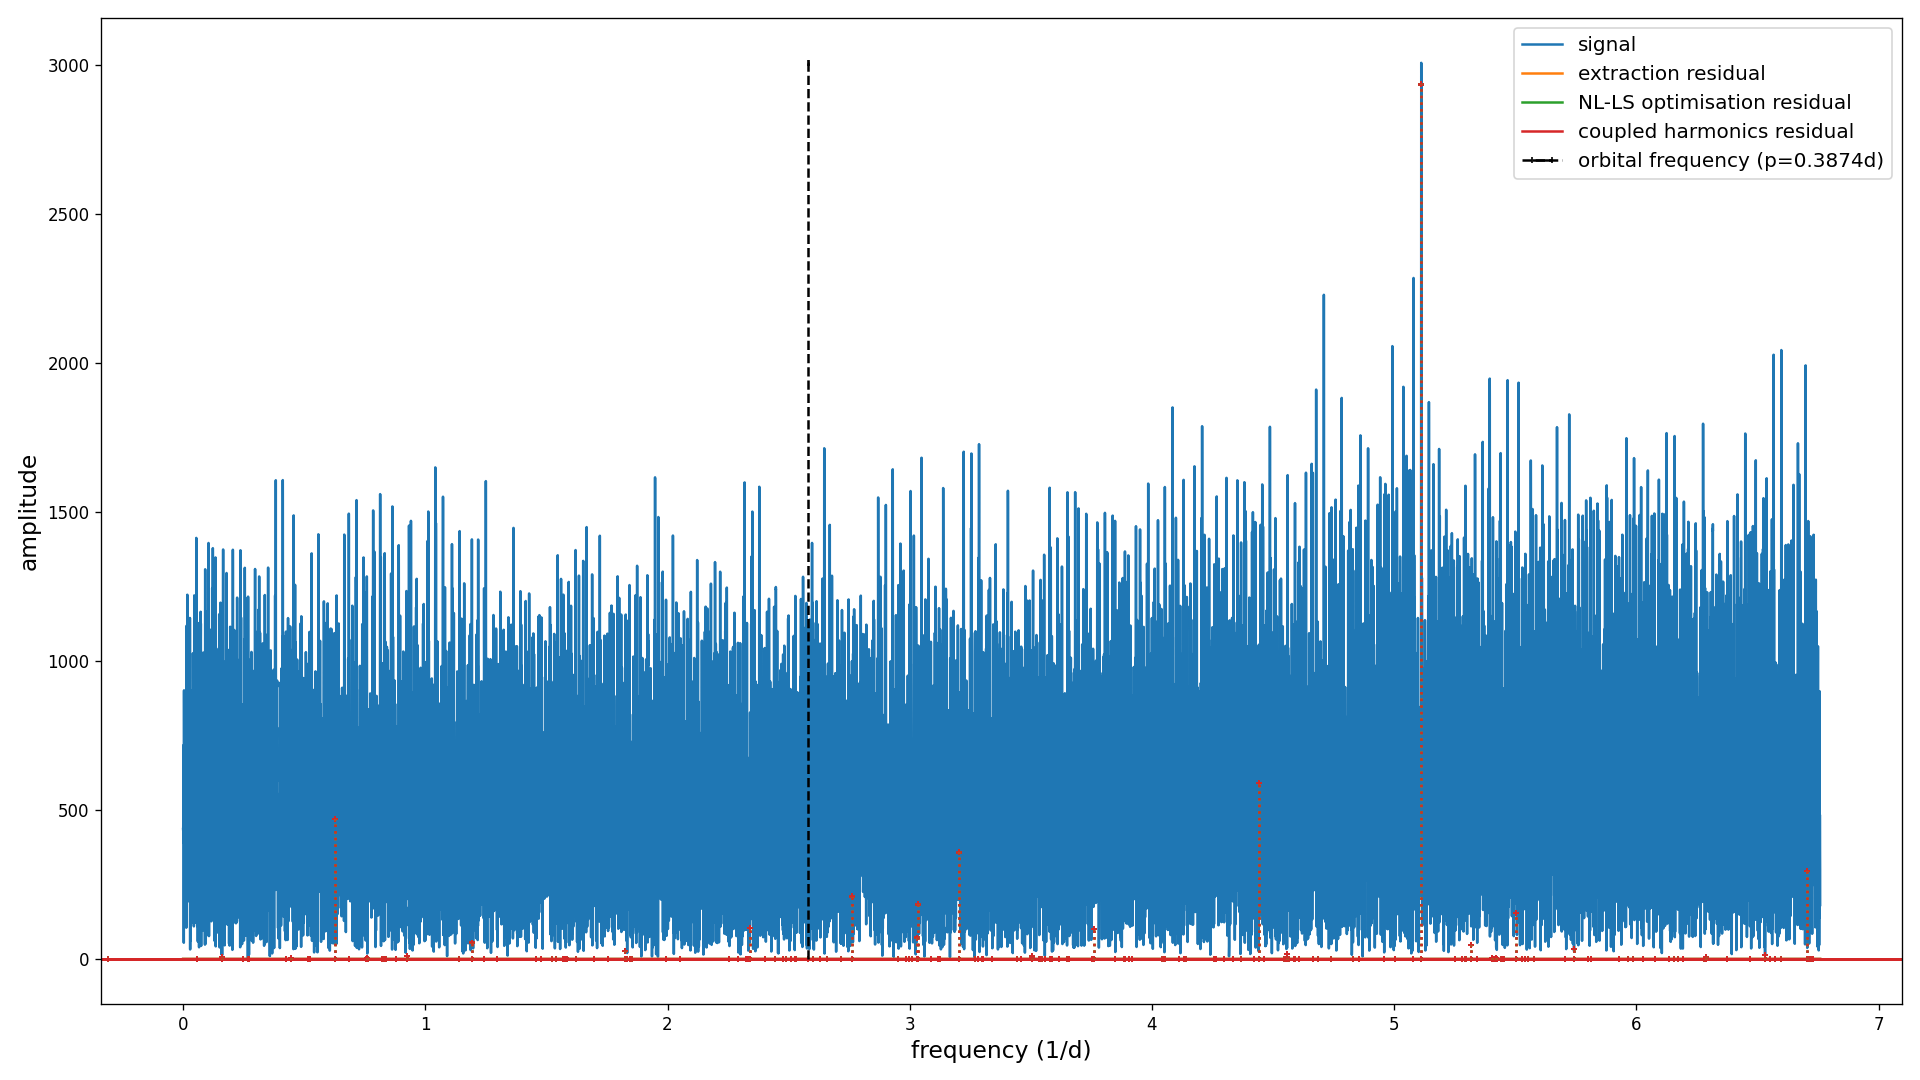 signal
extraction residual
NL-LS optimisation residual
coupled harmonics residual
orbital frequency (p=0.3874d)
amplitude
3000
2500
2000
1500
1000
500
0
0 1 2 3 4 5 6 7
frequency (1/d)